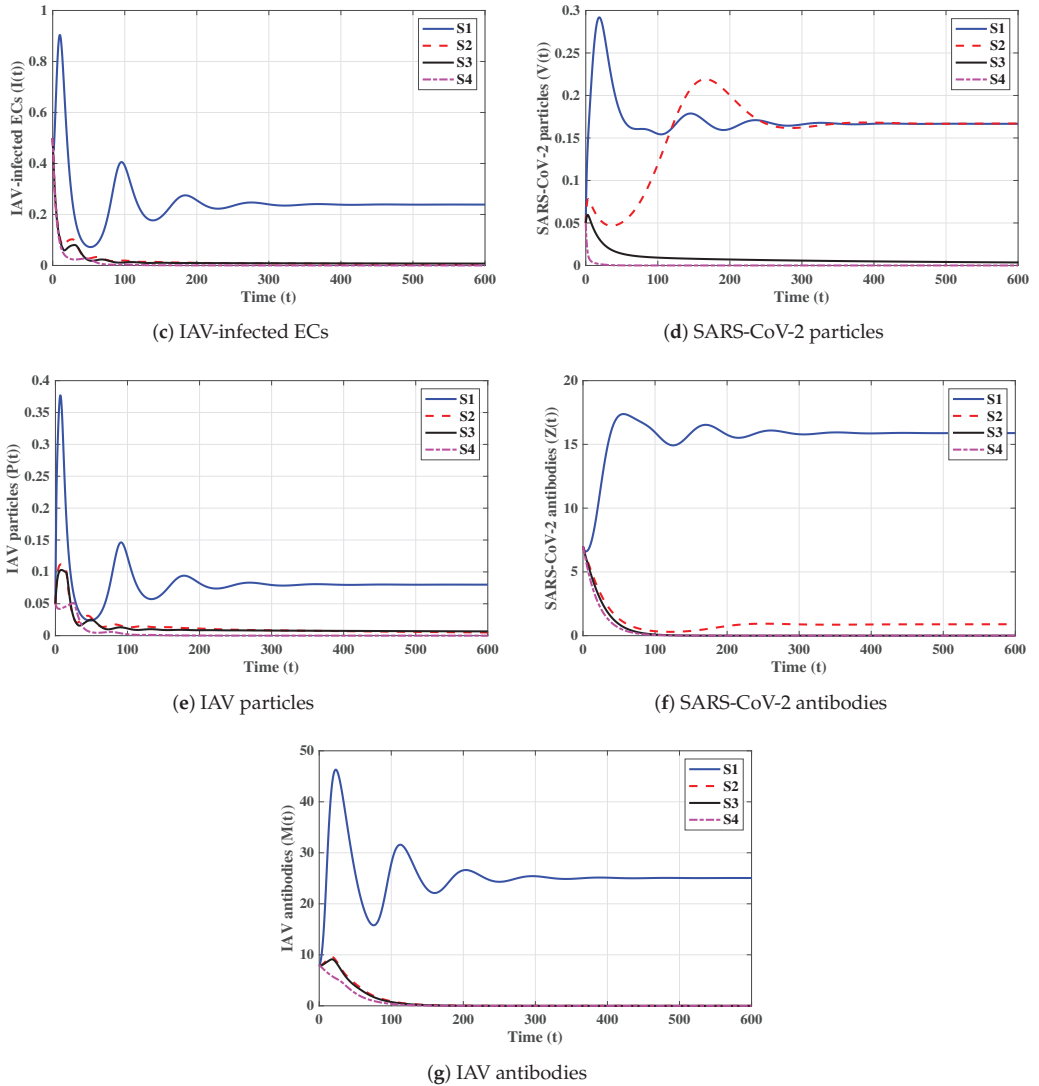 1
0.8
0.6
0.4
0.2
0
IAV-infected ECs (I(t))
0 100 200 300 400 500 600
Time (t)
S1
S2
S3
S4
(c) IAV-infected ECs
0.3
0.25
0.2
0.15
0.1
0.05
0
SARS-CoV-2 particles (V(t))
0 100 200 300 400 500 600
Time (t)
S1
S2
S3
S4
(d) SARS-CoV-2 particles
0.4
0.35
0.3
0.25
0.2
0.15
0.1
0.05
0
IAV particles (P(t))
0 100 200 300 400 500 600
Time (t)
S1
S2
S3
S4
(e) IAV particles
20
15
10
5
0
SARS-CoV-2 antibodies (Z(t))
0 100 200 300 400 500 600
Time (t)
S1
S2
S3
S4
(f) SARS-CoV-2 antibodies
50
40
30
20
10
0
IAV antibodies (M(t))
0 100 200 300 400 500 600
Time (t)
S1
S2
S3
S4
(g) IAV antibodies